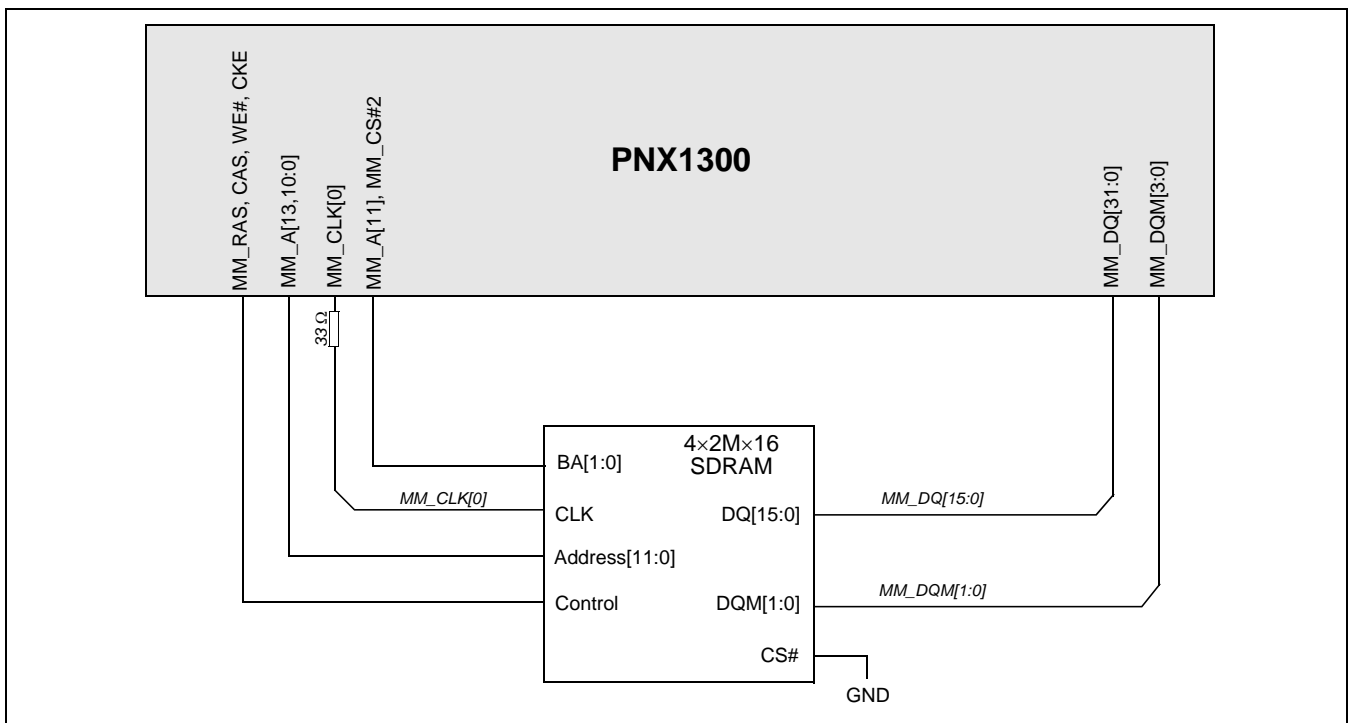 PNX1300
MM_RAS, CAS, WE#, CKE
MM_A[13,10:0]
MM_CLK[0]
MM_A[11], MM_CS#2
MM_DQ[31:0]
MM_DQM[3:0]
33 Ω
4×2M×16
SDRAM
BA[1:0]
MM_CLK[0]
CLK
DQ[15:0]
MM_DQ[15:0]
Address[11:0]
Control
DQM[1:0]
MM_DQM[1:0]
CS#
GND